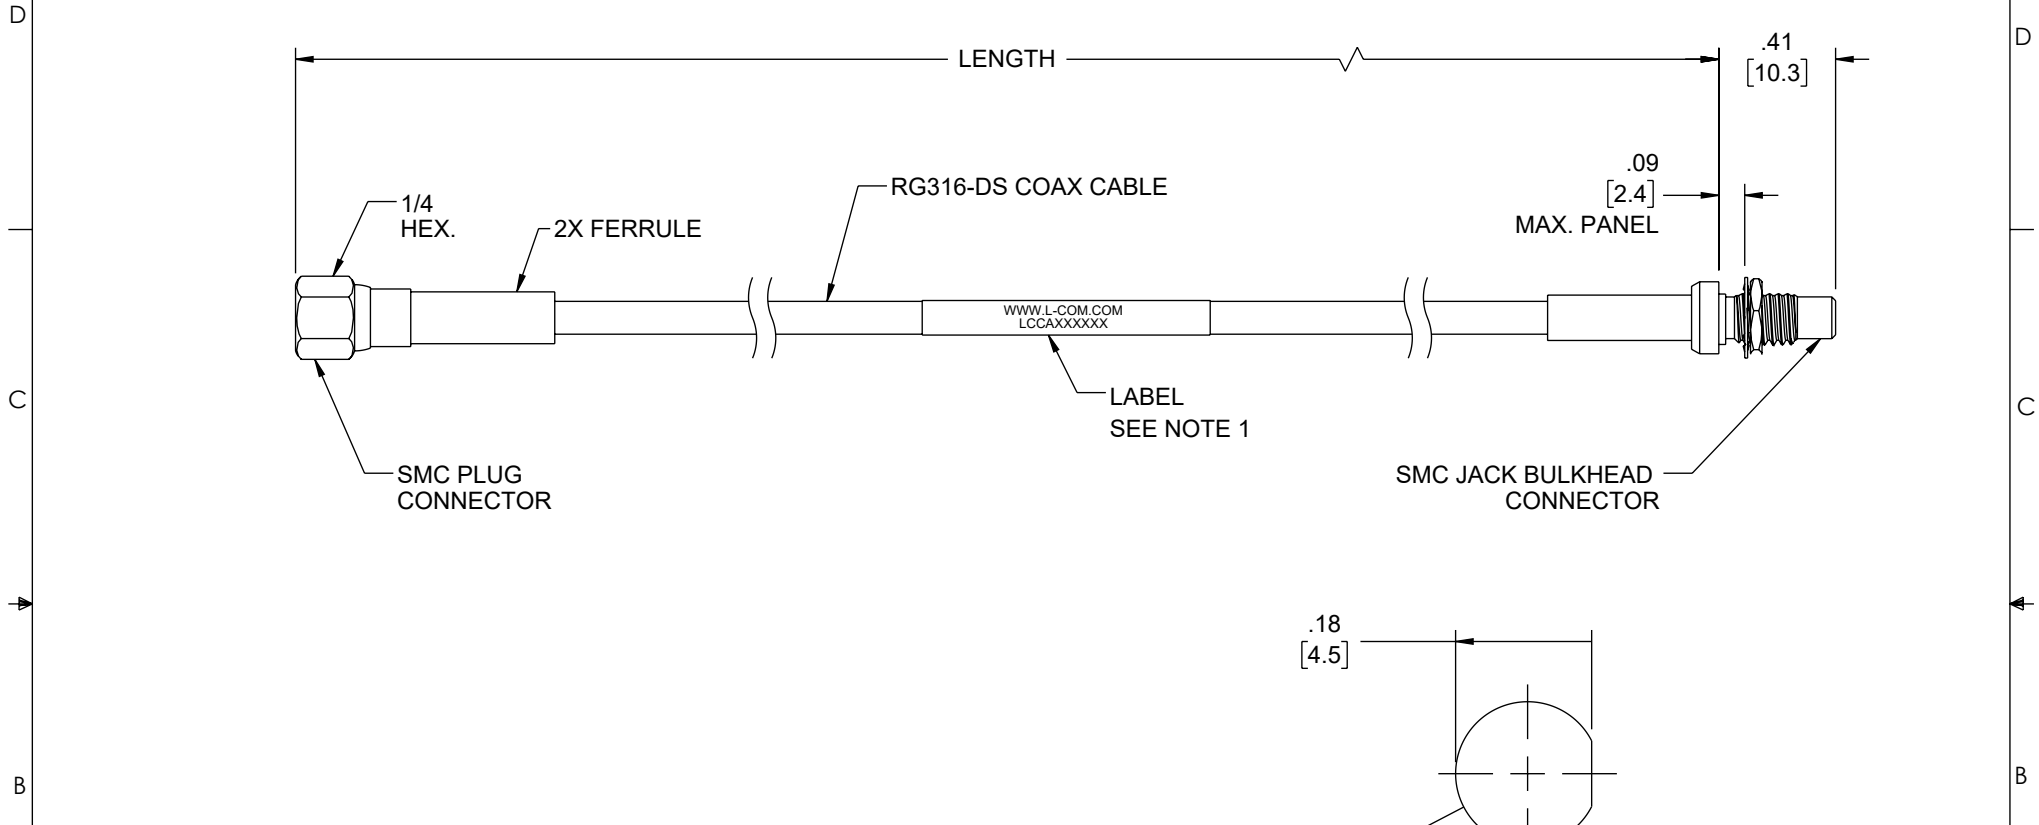 D
D
LENGTH
.41
[10.3]
.09
[2.4]
MAX. PANEL
RG316-DS COAX CABLE
1/4
HEX.
2X FERRULE
WWW.L-COM.COM
LCCAXXXXXX
LABEL
SEE NOTE 1
C
C
SMC PLUG
CONNECTOR
SMC JACK BULKHEAD
CONNECTOR
.18
[4.5]
B
B